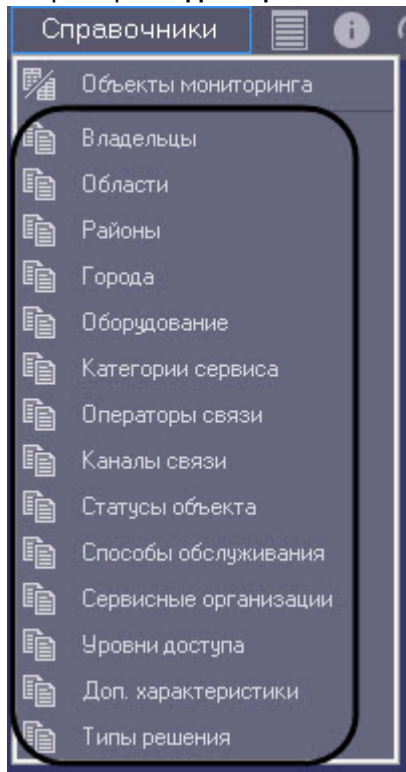 Справочники
Объекты мониторинга
Владельцы
Области
Районы
Города
Оборудование
Категории сервиса
Операторы связи
Каналы связи
Статусы объекта
Способы обслуживания
Сервисные организации
Уровни доступа
Доп. характеристики
Типы решения